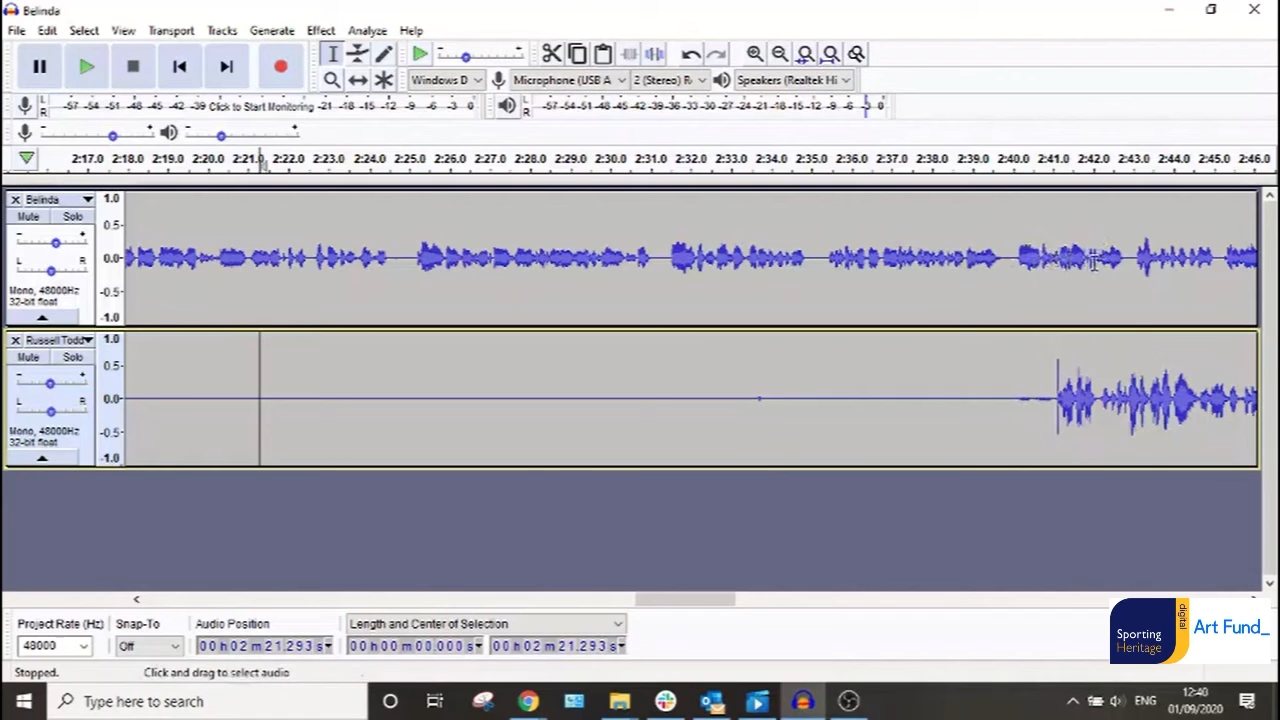 Belinda
File Edit Select View Transport Tracks Generate Effect Analyze Help
Windows D Microphone (USB A 2 (Stereo) R Speakers (Realtek Hi
L R -57 -54 -51 -48 -45 -42 -39 Click to Start Monitoring -21 -18 -15 -12 -9 -6 -3 0
L R -57 -54 -51 -48 -45 -42 -39 -36 -33 -30 -27 -24 -21 -18 -15 -12 -9 -6 -3 0
2:17.0 2:18.0 2:19.0 2:20.0 2:21.0 2:22.0 2:23.0 2:24.0 2:25.0 2:26.0 2:27.0 2:28.0 2:29.0 2:30.0 2:31.0 2:32.0 2:33.0 2:34.0 2:35.0 2:36.0 2:37.0 2:38.0 2:39.0 2:40.0 2:41.0 2:42.0 2:43.0 2:44.0 2:45.0 2:46.0
Belinda 1.0
Mute Solo
0.5
L R 0.0
Mono, 48000Hz -0.5
32-bit float
-1.0
Russell Todd 1.0
Mute Solo
0.5
L R 0.0
Mono, 48000Hz -0.5
32-bit float
-1.0
Project Rate (Hz) Snap-To Audio Position Length and Center of Selection
48000 Off 00 h 02 m 21.293 s 00 h 00 m 00.000 s 00 h 02 m 21.293 s
Sporting Heritage digital Art Fund_
Stopped. Click and drag to select audio
Type here to search ENG 12:40
01/09/2020